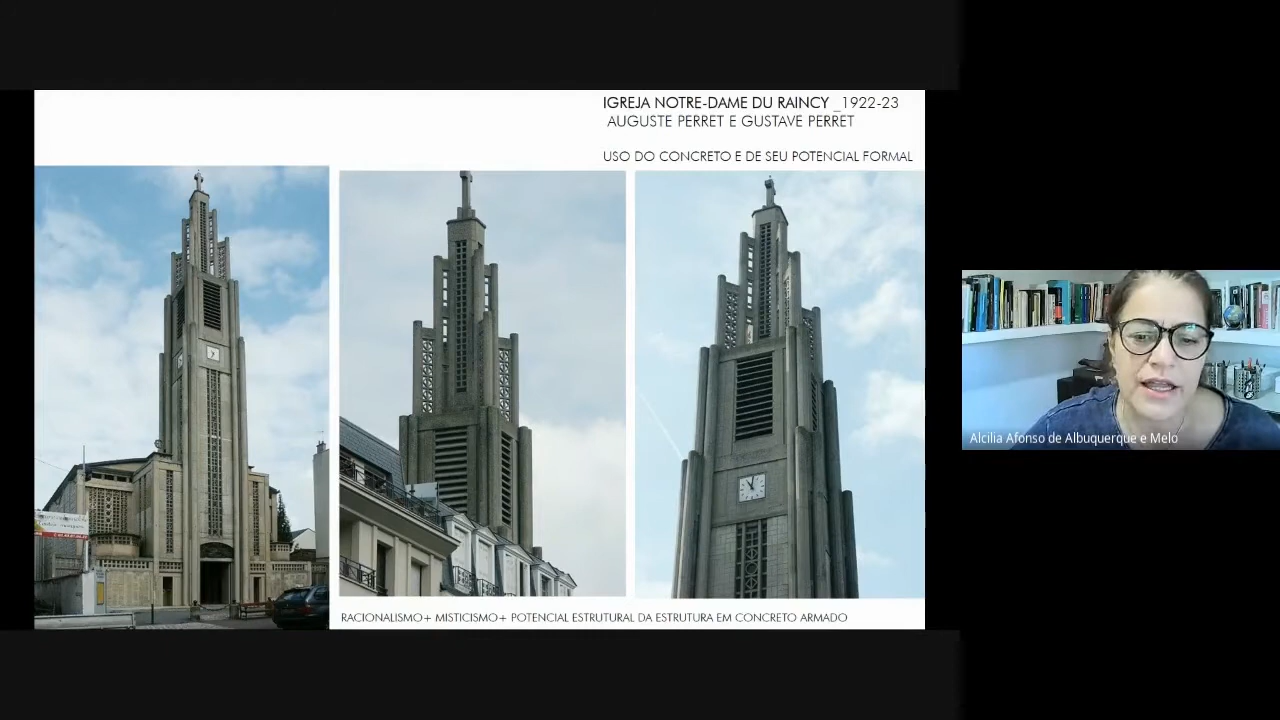 IGREJA NOTRE-DAME DU RAINCY _1922-23
AUGUSTE PERRET E GUSTAVE PERRET
USO DO CONCRETO E DE SEU POTENCIAL FORMAL
RACIONALISMO+ MISTICISMO+ POTENCIAL ESTRUTURAL DA ESTRUTURA EM CONCRETO ARMADO
Alcilia Afonso de Albuquerque e Melo